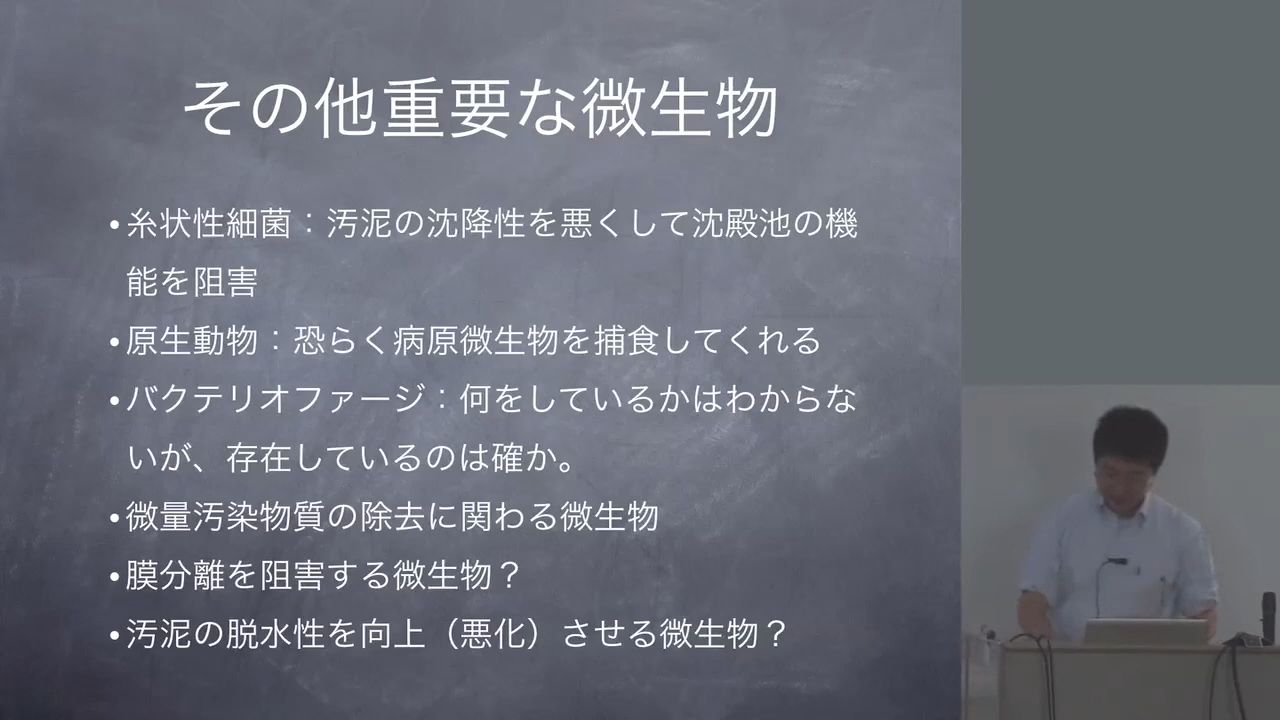 その他重要な微生物
•糸状性細菌：汚泥の沈降性を悪くして沈殿池の機
能を阻害
•原生動物：恐らく病原微生物を捕食してくれる
•バクテリオファージ：何をしているかはわからな
いが、存在しているのは確か。
•微量汚染物質の除去に関わる微生物
•膜分離を阻害する微生物？
•汚泥の脱水性を向上（悪化）させる微生物？